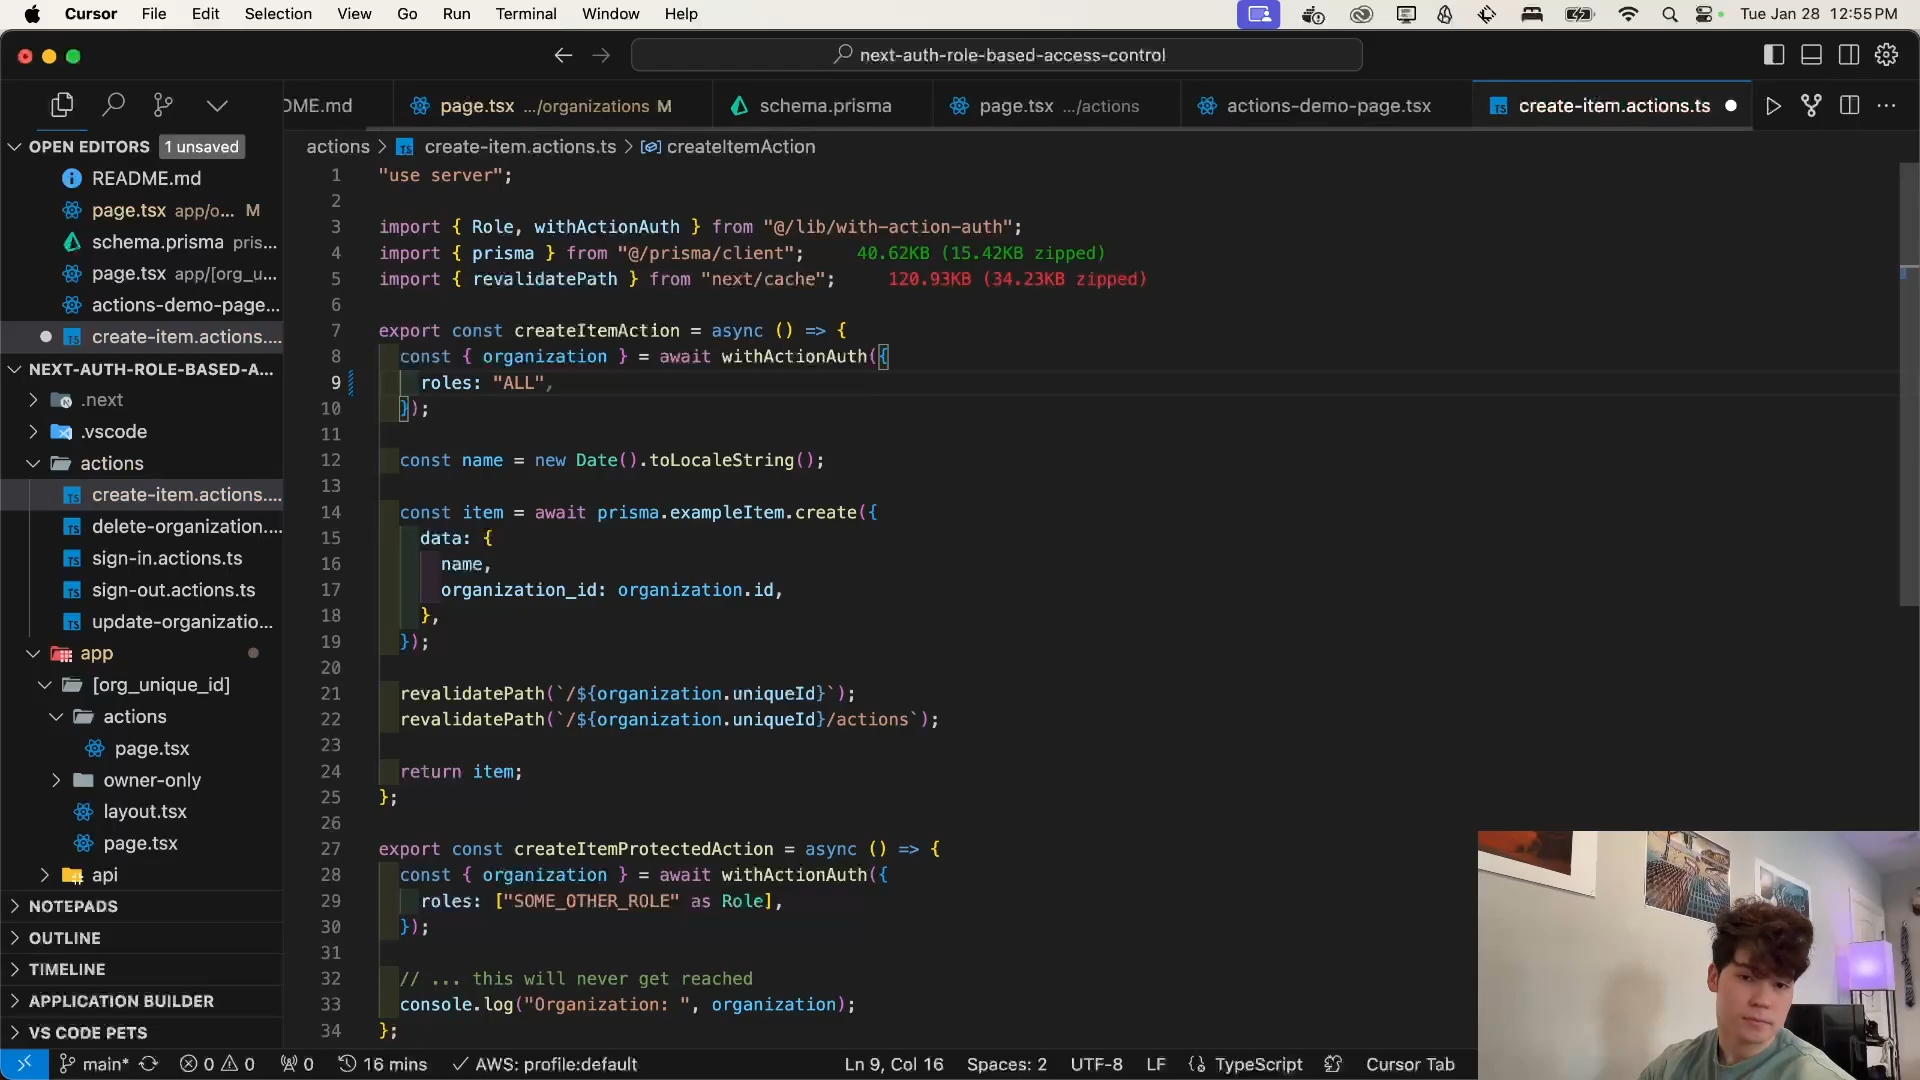 Cursor File Edit Selection View Go Run Terminal Window Help Tue Jan 28 12:55 PM
next-auth-role-based-access-control
DME.md page.tsx .../organizations M schema.prisma page.tsx .../actions actions-demo-page.tsx create-item.actions.ts
OPEN EDITORS 1 unsaved
README.md
page.tsx app/o... M
schema.prisma pris...
page.tsx app/[org_u...
actions-demo-page...
create-item.actions....
NEXT-AUTH-ROLE-BASED-A...
.next
.vscode
actions
create-item.actions....
delete-organization....
sign-in.actions.ts
sign-out.actions.ts
update-organizatio...
app
[org_unique_id]
actions
page.tsx
owner-only
layout.tsx
page.tsx
api
NOTEPADS
OUTLINE
TIMELINE
APPLICATION BUILDER
VS CODE PETS
actions > TS create-item.actions.ts > createItemAction
1 "use server";
2
3 import { Role, withActionAuth } from "@/lib/with-action-auth";
4 import { prisma } from "@/prisma/client"; 40.62KB (15.42KB zipped)
5 import { revalidatePath } from "next/cache"; 120.93KB (34.23KB zipped)
6
7 export const createItemAction = async () => {
8 const { organization } = await withActionAuth({
9 roles: "ALL",
10 });
11
12 const name = new Date().toLocaleString();
13
14 const item = await prisma.exampleItem.create({
15 data: {
16 name,
17 organization_id: organization.id,
18 },
19 });
20
21 revalidatePath(`/${organization.uniqueId}`);
22 revalidatePath(`/${organization.uniqueId}/actions`);
23
24 return item;
25 };
26
27 export const createItemProtectedAction = async () => {
28 const { organization } = await withActionAuth({
29 roles: ["SOME_OTHER_ROLE" as Role],
30 });
31
32 // ... this will never get reached
33 console.log("Organization: ", organization);
34 };
main* 0 0 0 16 mins AWS: profile:default Ln 9, Col 16 Spaces: 2 UTF-8 LF {} TypeScript Cursor Tab